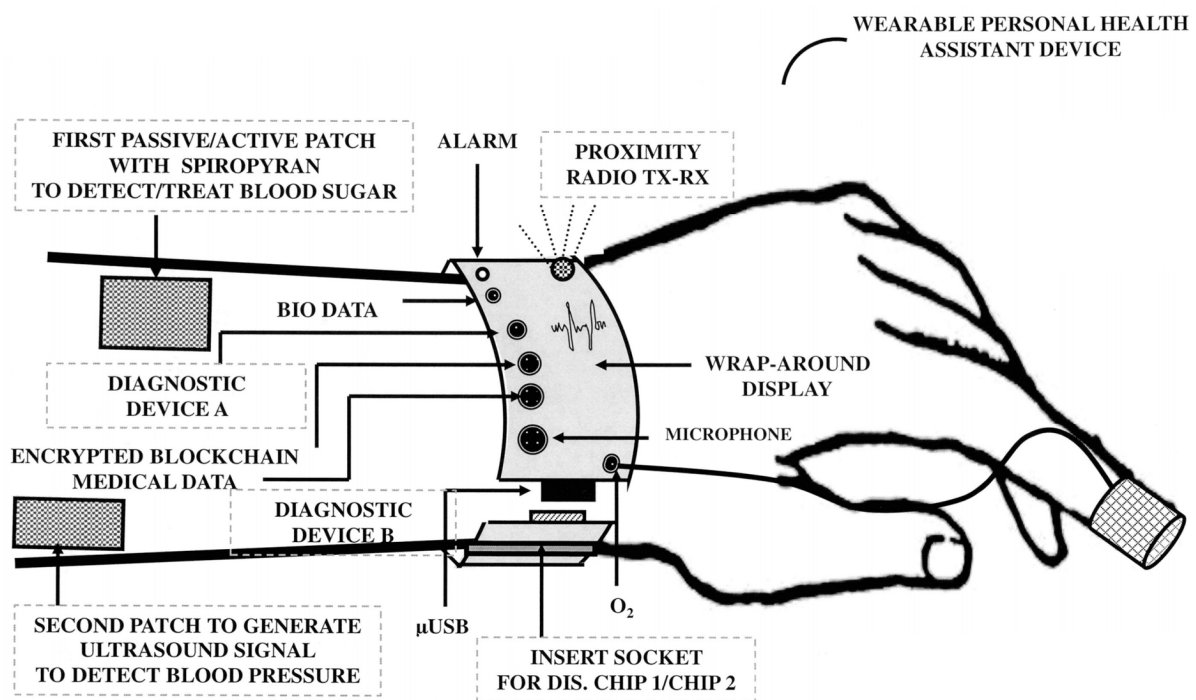 WEARABLE PERSONAL HEALTH
ASSISTANT DEVICE
FIRST PASSIVE/ACTIVE PATCH
WITH SPIROPYRAN
TO DETECT/TREAT BLOOD SUGAR
ALARM
PROXIMITY
RADIO TX-RX
BIO DATA
DIAGNOSTIC
DEVICE A
WRAP-AROUND
DISPLAY
MICROPHONE
ENCRYPTED BLOCKCHAIN
MEDICAL DATA
DIAGNOSTIC
DEVICE B
SECOND PATCH TO GENERATE
ULTRASOUND SIGNAL
TO DETECT BLOOD PRESSURE
µUSB
O₂
INSERT SOCKET
FOR DIS. CHIP 1/CHIP 2